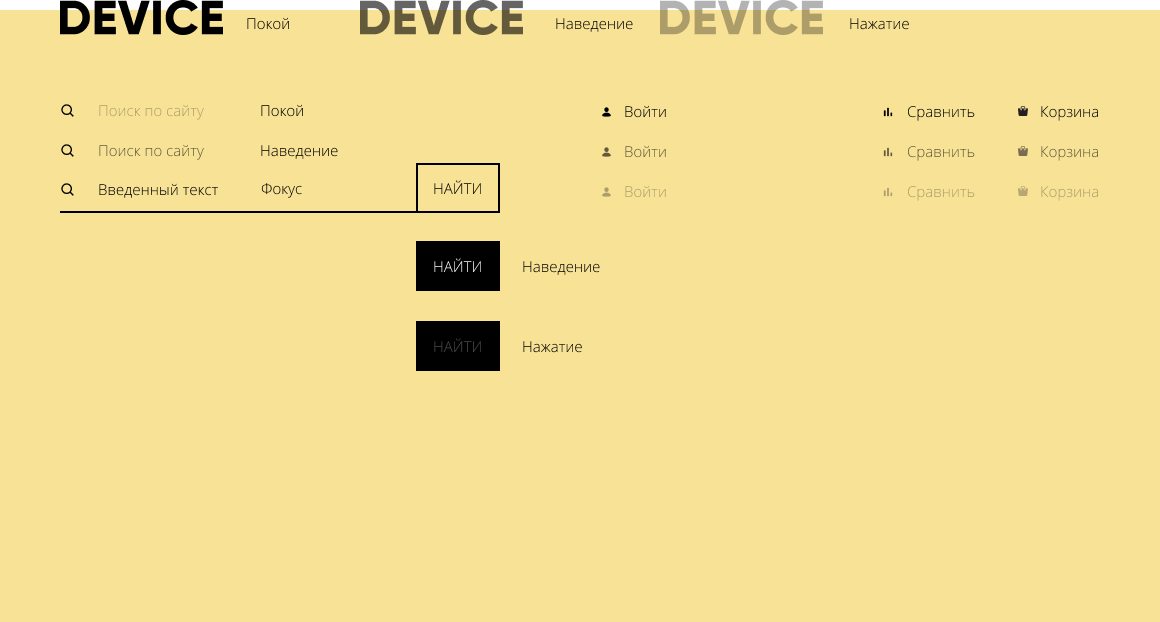 DEVICE Покой DEVICE Наведение DEVICE Нажатие
Поиск по сайту Покой Войти Сравнить Корзина
Поиск по сайту Наведение Войти Сравнить Корзина
Введенный текст Фокус НАЙТИ Войти Сравнить Корзина
НАЙТИ Наведение
НАЙТИ Нажатие